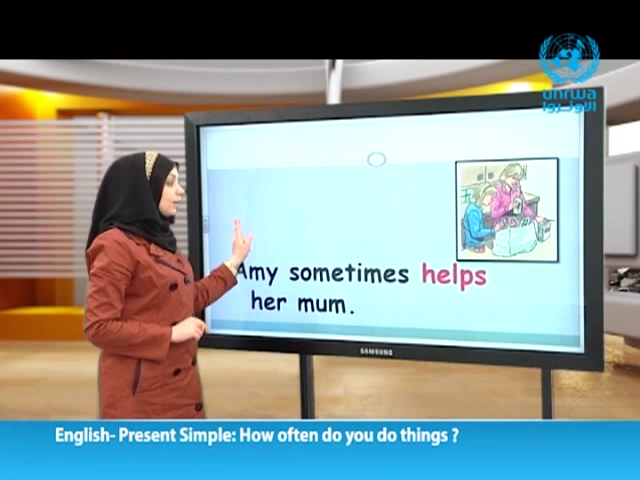 unrwa
الأونروا
Amy sometimes helps
her mum.
SAMSUNG
English- Present Simple: How often do you do things ?